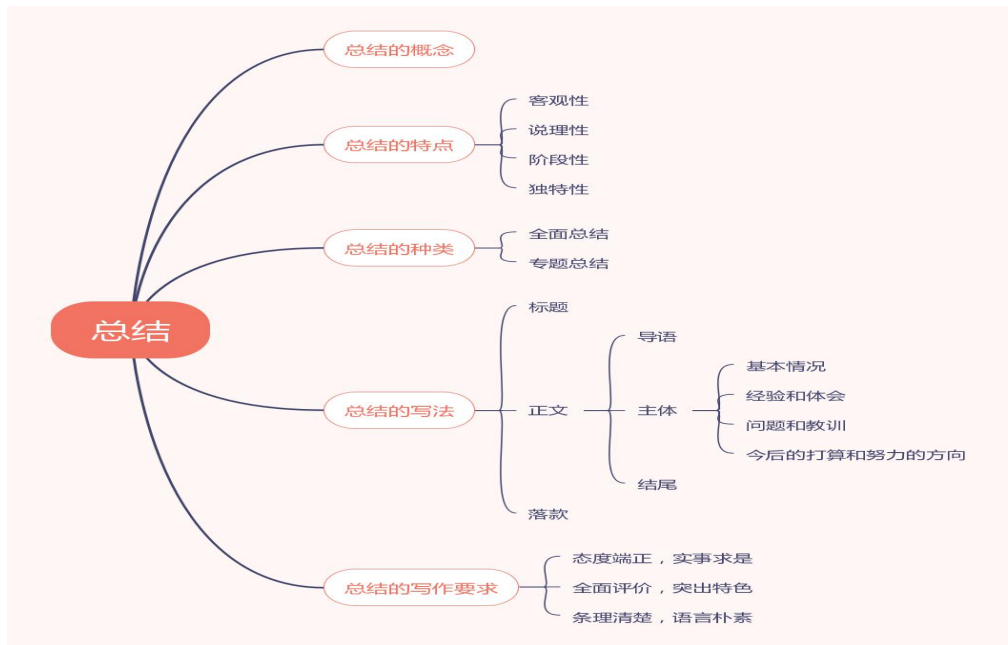 总结
总结的概念
总结的特点
客观性
说理性
阶段性
独特性
总结的种类
全面总结
专题总结
总结的写法
标题
正文
导语
主体
基本情况
经验和体会
问题和教训
今后的打算和努力的方向
结尾
落款
总结的写作要求
态度端正，实事求是
全面评价，突出特色
条理清楚，语言朴素